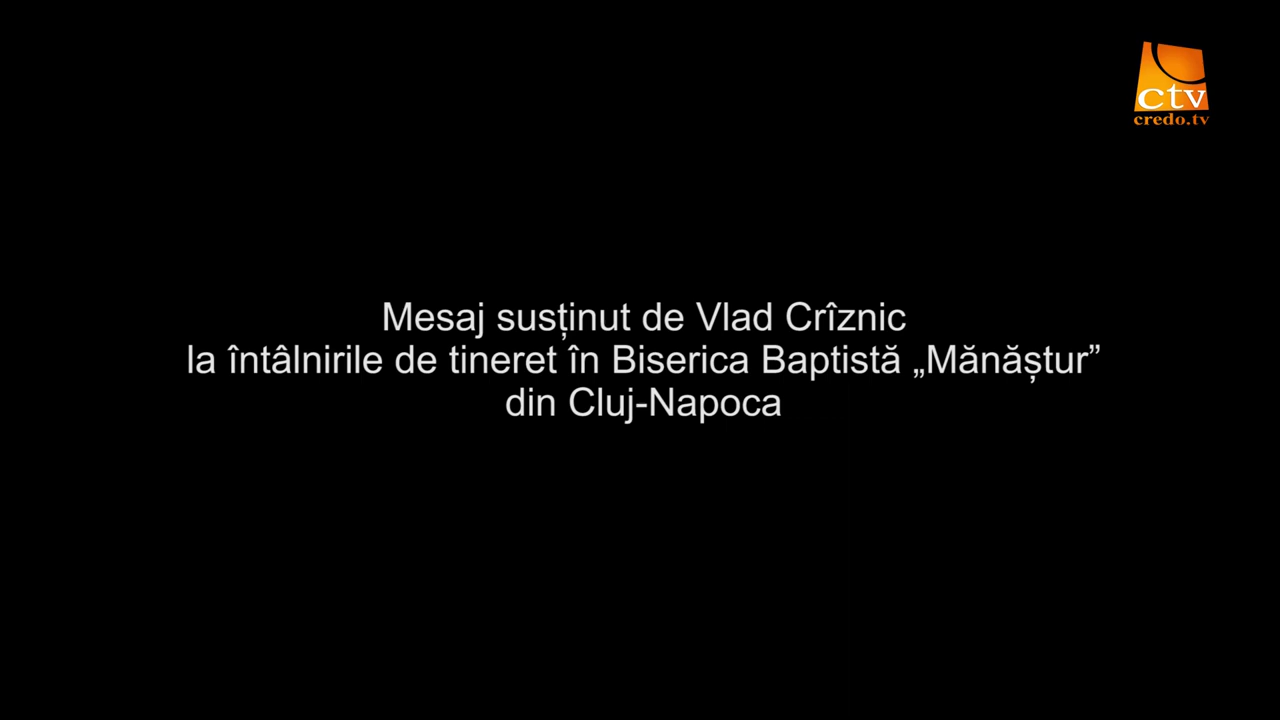 ctv
credo.tv
Mesaj susținut de Vlad Crîznic
la întâlnirile de tineret în Biserica Baptistă „Mănăștur”
din Cluj-Napoca